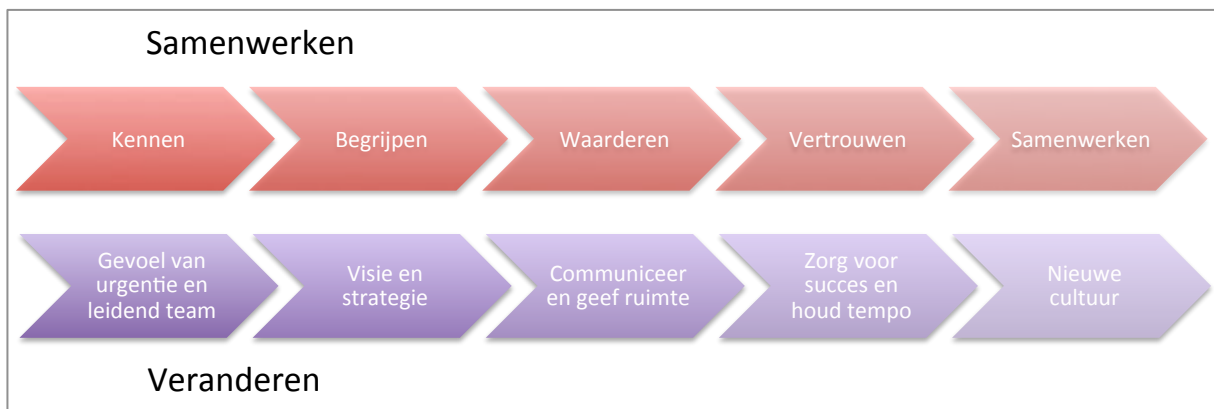 Samenwerken
Kennen
Begrijpen
Waarderen
Vertrouwen
Samenwerken
Gevoel van
urgentie en
leidend team
Visie en
strategie
Communiceer
en geef ruimte
Zorg voor
succes en
houd tempo
Nieuwe
cultuur
Veranderen